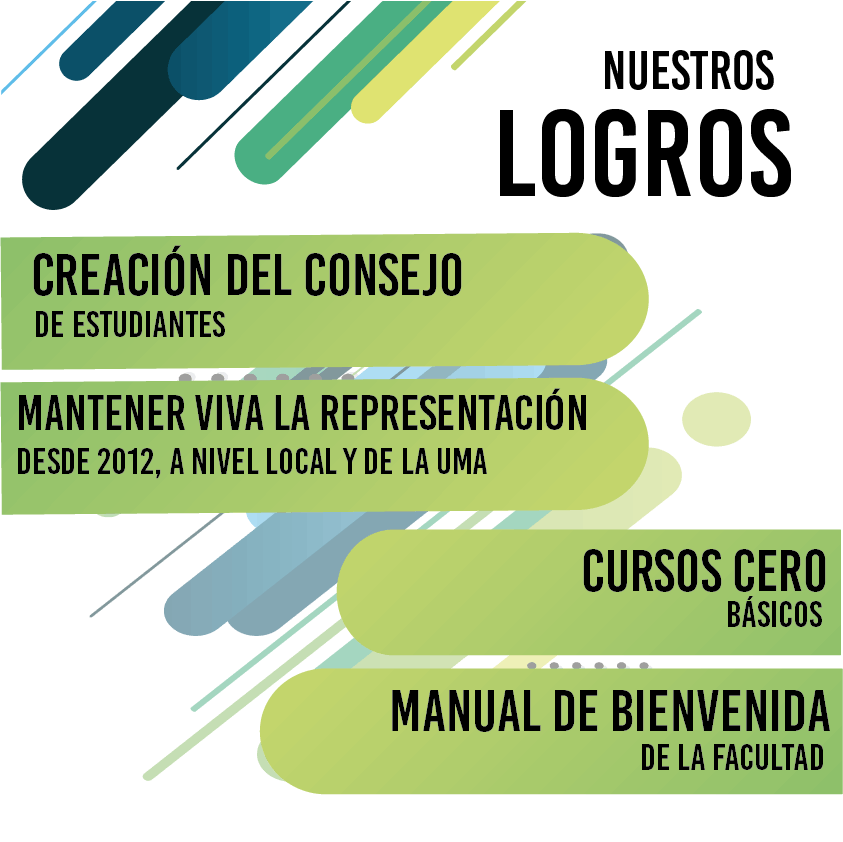 NUESTROS
LOGROS
CREACIÓN DEL CONSEJO
DE ESTUDIANTES
MANTENER VIVA LA REPRESENTACIÓN
DESDE 2012, A NIVEL LOCAL Y DE LA UMA
CURSOS CERO
BÁSICOS
MANUAL DE BIENVENIDA
DE LA FACULTAD